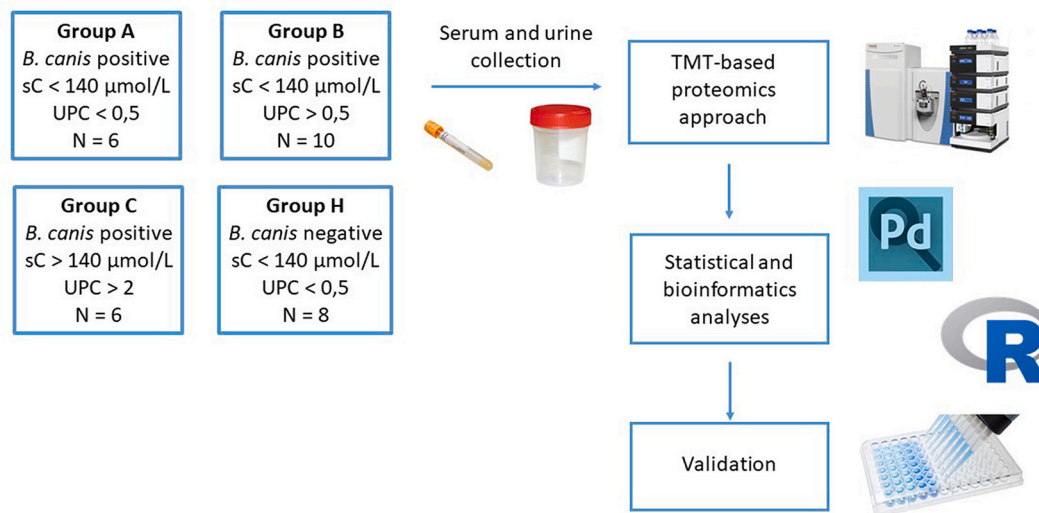 Group A
B. canis positive
sC < 140 µmol/L
UPC < 0,5
N = 6
Group B
B. canis positive
sC < 140 µmol/L
UPC > 0,5
N = 10
Group C
B. canis positive
sC > 140 µmol/L
UPC > 2
N = 6
Group H
B. canis negative
sC < 140 µmol/L
UPC < 0,5
N = 8
Serum and urine
collection
TMT-based
proteomics
approach
Pd
Statistical and
bioinformatics
analyses
R
Validation